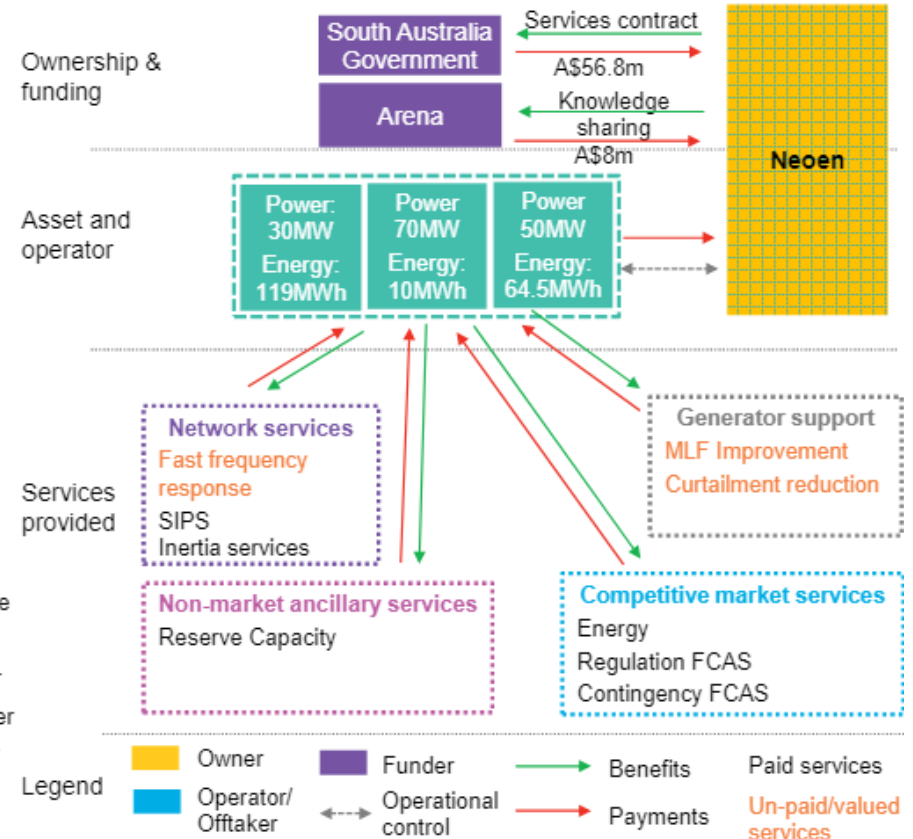 Ownership &
funding
South Australia
Government
Services contract
A$56.8m
Arena
Knowledge
sharing
A$8m
Neoen
Asset and
operator
Power:
30MW
Energy:
119MWh
Power
70MW
Energy:
10MWh
Power
50MW
Energy:
64.5MWh
Services
provided
Network services
Fast frequency
response
SIPS
Inertia services
Generator support
MLF Improvement
Curtailment reduction
Non-market ancillary services
Reserve Capacity
Competitive market services
Energy
Regulation FCAS
Contingency FCAS
Legend
Owner
Funder
Benefits
Paid services
Operator/
Offtaker
Operational
control
Payments
Un-paid/valued
services